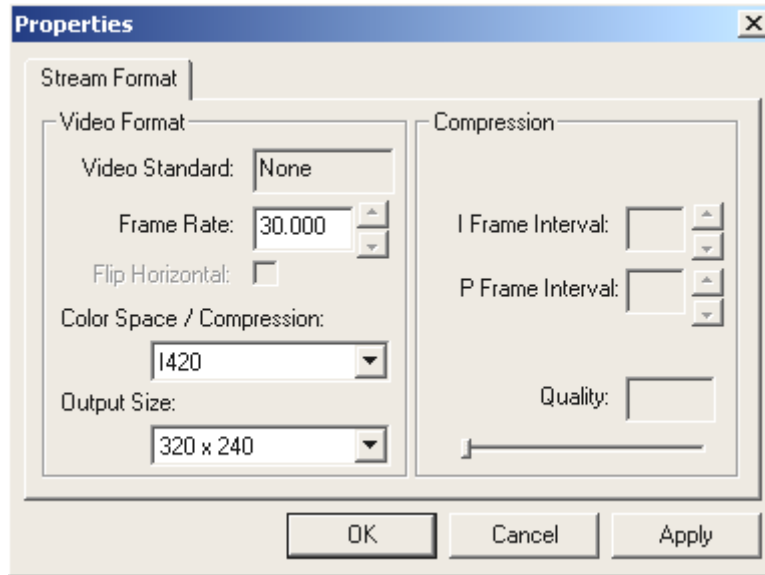 Properties
Stream Format
Video Format
Video Standard: None
Frame Rate: 30.000
Flip Horizontal:
Color Space / Compression:
I420
Output Size:
320 x 240
Compression
I Frame Interval:
P Frame Interval:
Quality:
OK Cancel Apply